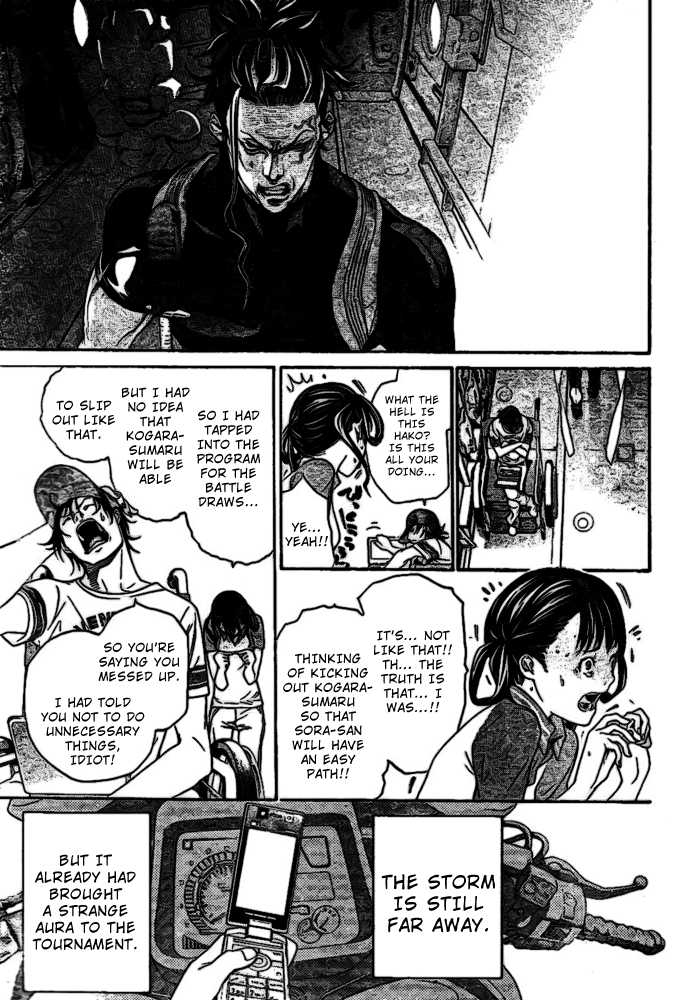 WHAT THE
HELL IS
THIS
HAKO?
IS THIS
ALL YOUR
DOING...
YE...
YEAH!!
SO I HAD
TAPPED
INTO THE
PROGRAM
FOR THE
BATTLE
DRAWS...
BUT I HAD
NO IDEA
THAT
KOGARA-
SUMARU
WILL BE
ABLE
TO SLIP
OUT LIKE
THAT.
IT'S... NOT
LIKE THAT!!
TH... THE
TRUTH IS
THAT... I
WAS...!!
THINKING
OF KICKING
OUT KOGARA-
SUMARU
SO THAT
SORA-SAN
WILL HAVE
AN EASY
PATH!!
SO YOU'RE
SAYING YOU
MESSED UP.
I HAD TOLD
YOU NOT TO DO
UNNECESSARY
THINGS,
IDIOT!
THE STORM
IS STILL
FAR AWAY.
BUT IT
ALREADY HAD
BROUGHT
A STRANGE
AURA TO THE
TOURNAMENT.